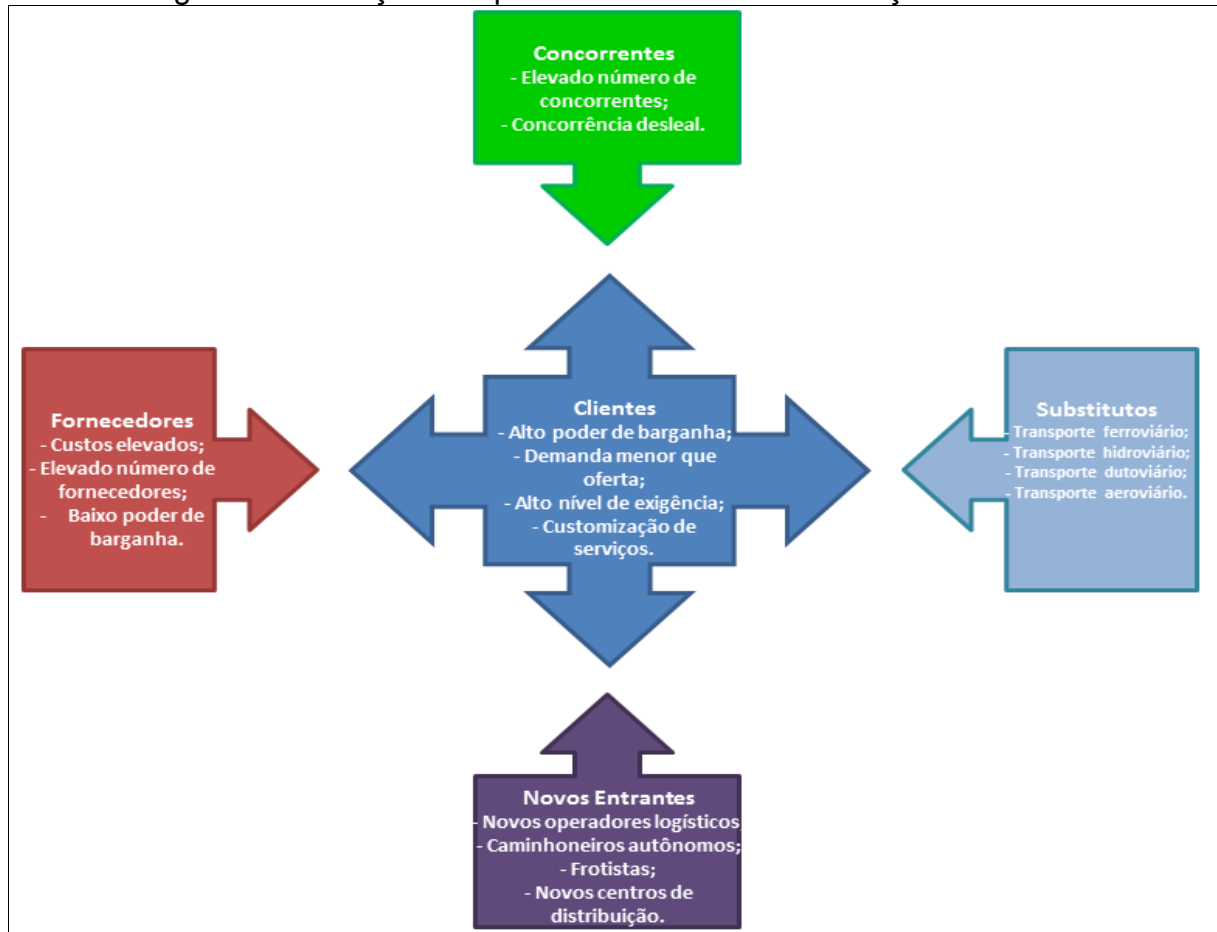 Concorrentes
- Elevado número de
concorrentes;
- Concorrência desleal.
Fornecedores
- Custos elevados;
- Elevado número de
fornecedores;
- Baixo poder de
barganha.
Clientes
- Alto poder de barganha;
- Demanda menor que
oferta;
- Alto nível de exigência;
- Customização de
serviços.
Substitutos
- Transporte ferroviário;
- Transporte hidroviário;
- Transporte dutoviário;
- Transporte aeroviário.
Novos Entrantes
- Novos operadores logísticos;
- Caminhoneiros autônomos;
- Frotistas;
- Novos centros de
distribuição.